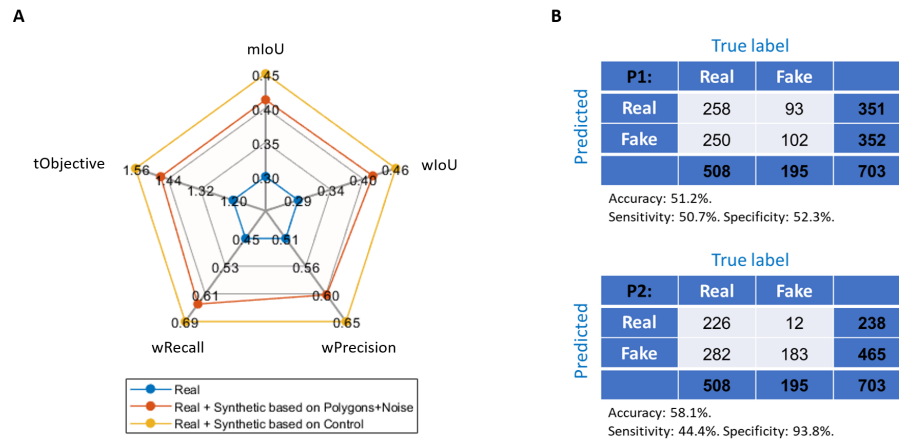 A
mIoU
0.45
0.40
0.35
0.30
wIoU
0.46
0.40
0.34
0.29
tObjective
1.56
1.44
1.32
1.20
0.45
0.53
0.61
0.69
wRecall
0.51
0.56
0.60
0.65
wPrecision
Real
Real + Synthetic based on Polygons+Noise
Real + Synthetic based on Control
B
True label
Predicted
P1: Real Fake
Real 258 93 351
Fake 250 102 352
508 195 703
Accuracy: 51.2%.
Sensitivity: 50.7%. Specificity: 52.3%.
True label
Predicted
P2: Real Fake
Real 226 12 238
Fake 282 183 465
508 195 703
Accuracy: 58.1%.
Sensitivity: 44.4%. Specificity: 93.8%.